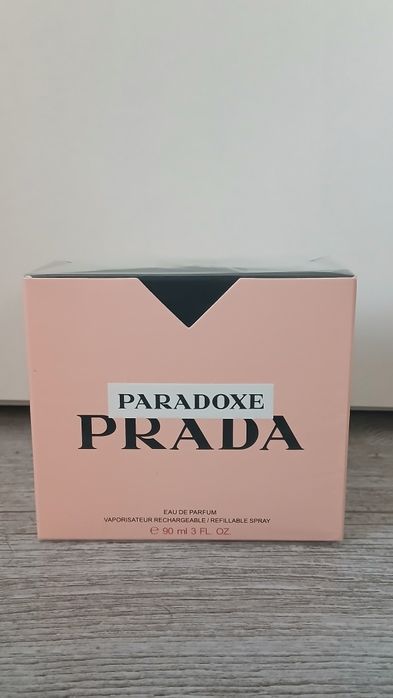 PARADOXE
PRADA
EAU DE PARFUM
VAPORISATEUR RECHARGEABLE / REFILLABLE SPRAY
℮ 90 ml 3 FL. OZ.